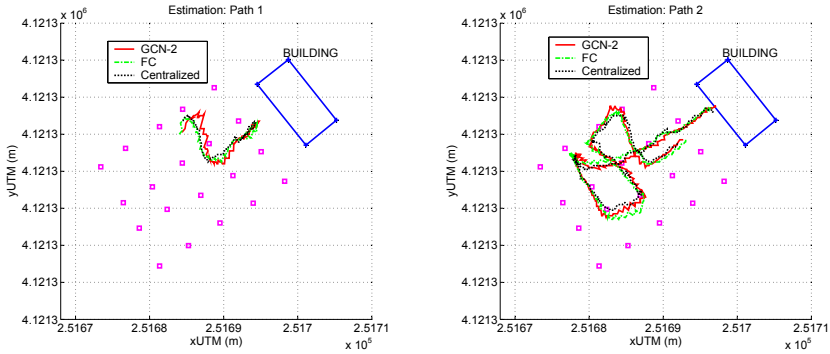 Estimation: Path 1
x 10^6
4.1213
4.1213
4.1213
4.1213
4.1213
4.1213
4.1213
4.1213
4.1213
yUTM (m)
GCN-2
FC
Centralized
BUILDING
2.5167 2.5168 2.5169 2.517 2.5171
xUTM (m)
x 10^5
Estimation: Path 2
x 10^6
4.1213
4.1213
4.1213
4.1213
4.1213
4.1213
4.1213
4.1213
4.1213
yUTM (m)
GCN-2
FC
Centralized
BUILDING
2.5167 2.5168 2.5169 2.517 2.5171
xUTM (m)
x 10^5